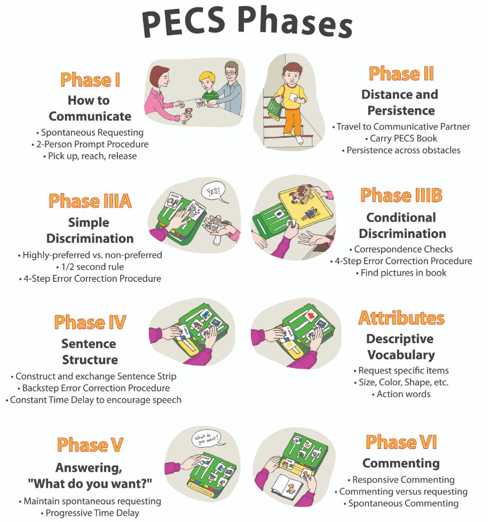 PECS Phases
Phase I
How to
Communicate
• Spontaneous Requesting
• 2-Person Prompt Procedure
• Pick up, reach, release
Phase II
Distance and
Persistence
• Travel to Communicative Partner
• Carry PECS Book
• Persistence across obstacles
Phase IIIA
Simple
Discrimination
• Highly-preferred vs. non-preferred
• 1/2 second rule
• 4-Step Error Correction Procedure
YES!
Phase IIIB
Conditional
Discrimination
• Correspondence Checks
• 4-Step Error Correction Procedure
• Find pictures in book
Phase IV
Sentence
Structure
• Construct and exchange Sentence Strip
• Backstep Error Correction Procedure
• Constant Time Delay to encourage speech
Attributes
Descriptive
Vocabulary
• Request specific items
• Size, Color, Shape, etc.
• Action words
Phase V
Answering,
"What do you want?"
• Maintain spontaneous requesting
• Progressive Time Delay
What do
you want?
Phase VI
Commenting
• Responsive Commenting
• Commenting versus requesting
• Spontaneous Commenting